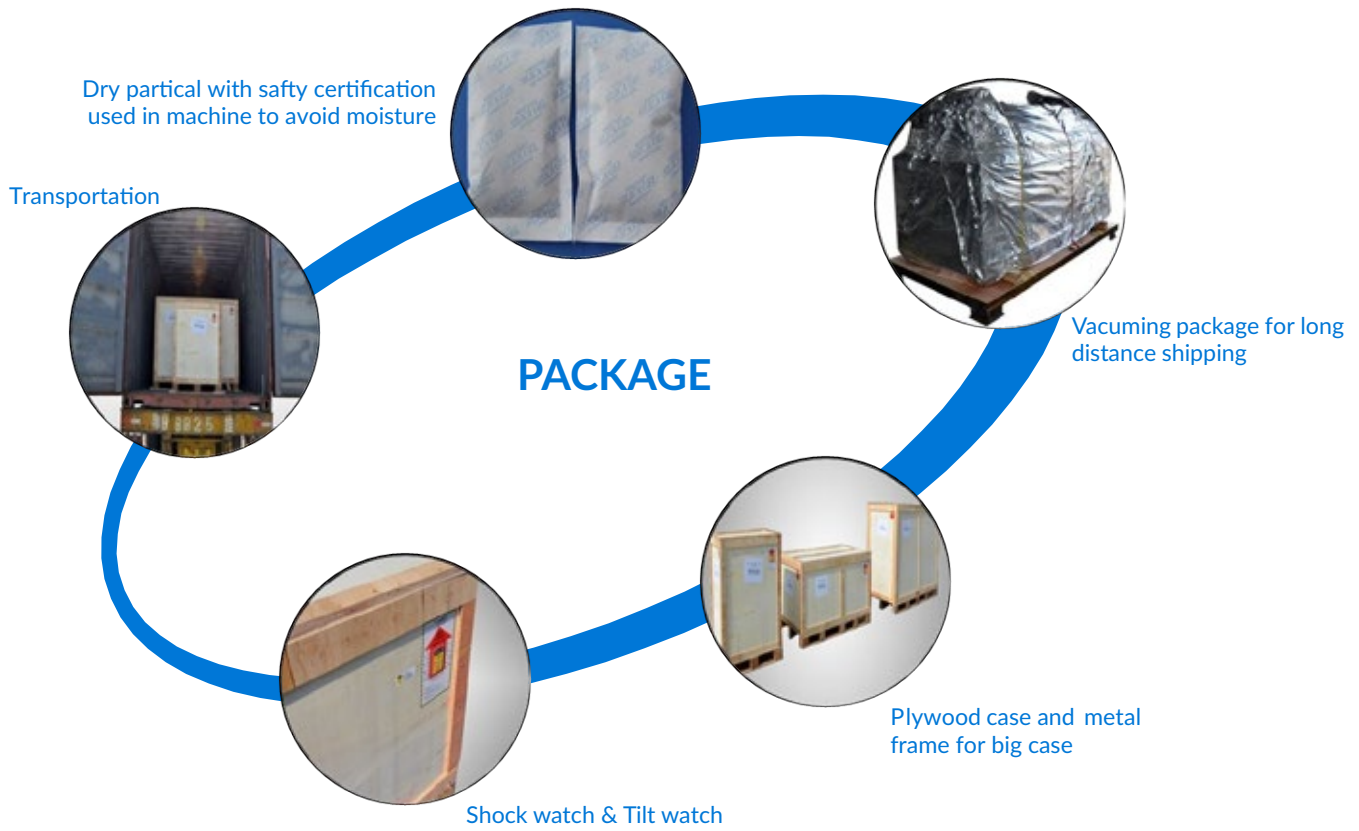 Dry partical with safty certification
used in machine to avoid moisture
Transportation
Vacuming package for long
distance shipping
PACKAGE
Plywood case and metal
frame for big case
Shock watch & Tilt watch